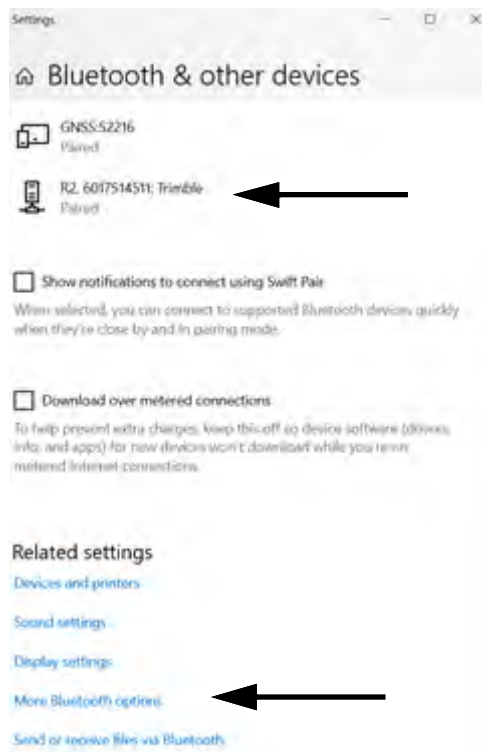 Settings
Bluetooth & other devices
GNSS:52216
Paired
R2, 6017514511: Trimble
Paired
Show notifications to connect using Swift Pair
When selected, you can connect to supported Bluetooth devices quickly
when they're close by and in pairing mode.
Download over metered connections
To help prevent extra charges, keep this off so device software (drivers,
info, and apps) for new devices won't download while you're on
metered Internet connections.
Related settings
Devices and printers
Sound settings
Display settings
More Bluetooth options
Send or receive files via Bluetooth